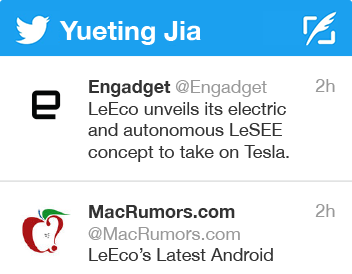 Yueting Jia
Engadget @Engadget 2h
LeEco unveils its electric
and autonomous LeSEE
concept to take on Tesla.
MacRumors.com 2h
@MacRumors.com
LeEco’s Latest Android